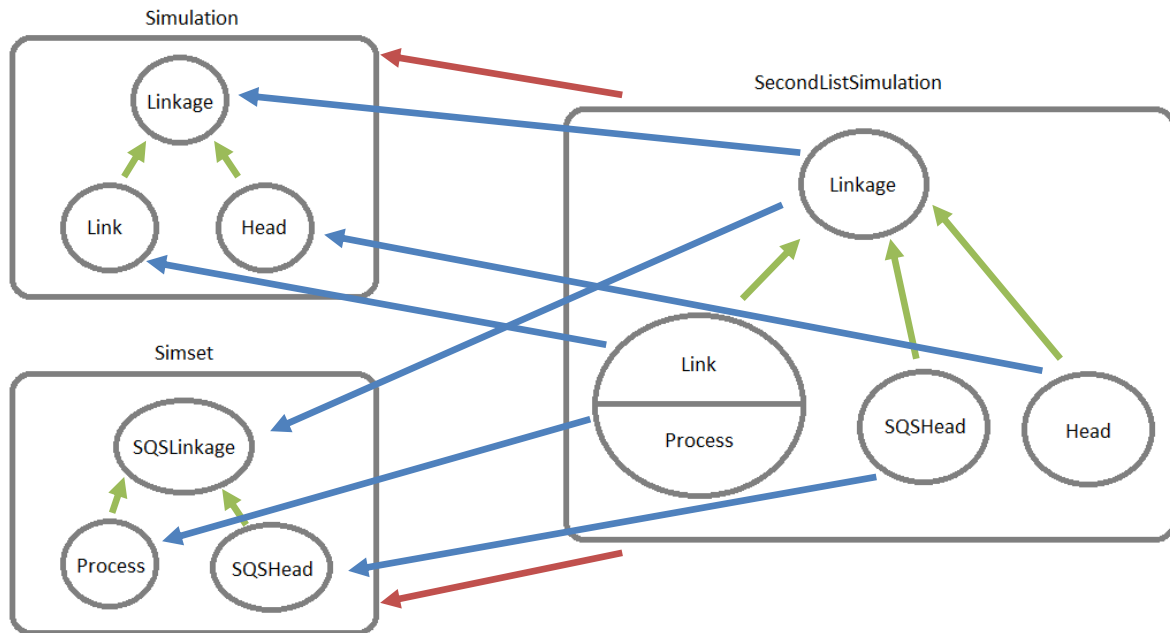 Simulation
Linkage
Link
Head
Simset
SQSLinkage
Process
SQSHead
SecondListSimulation
Linkage
Link
Process
SQSHead
Head